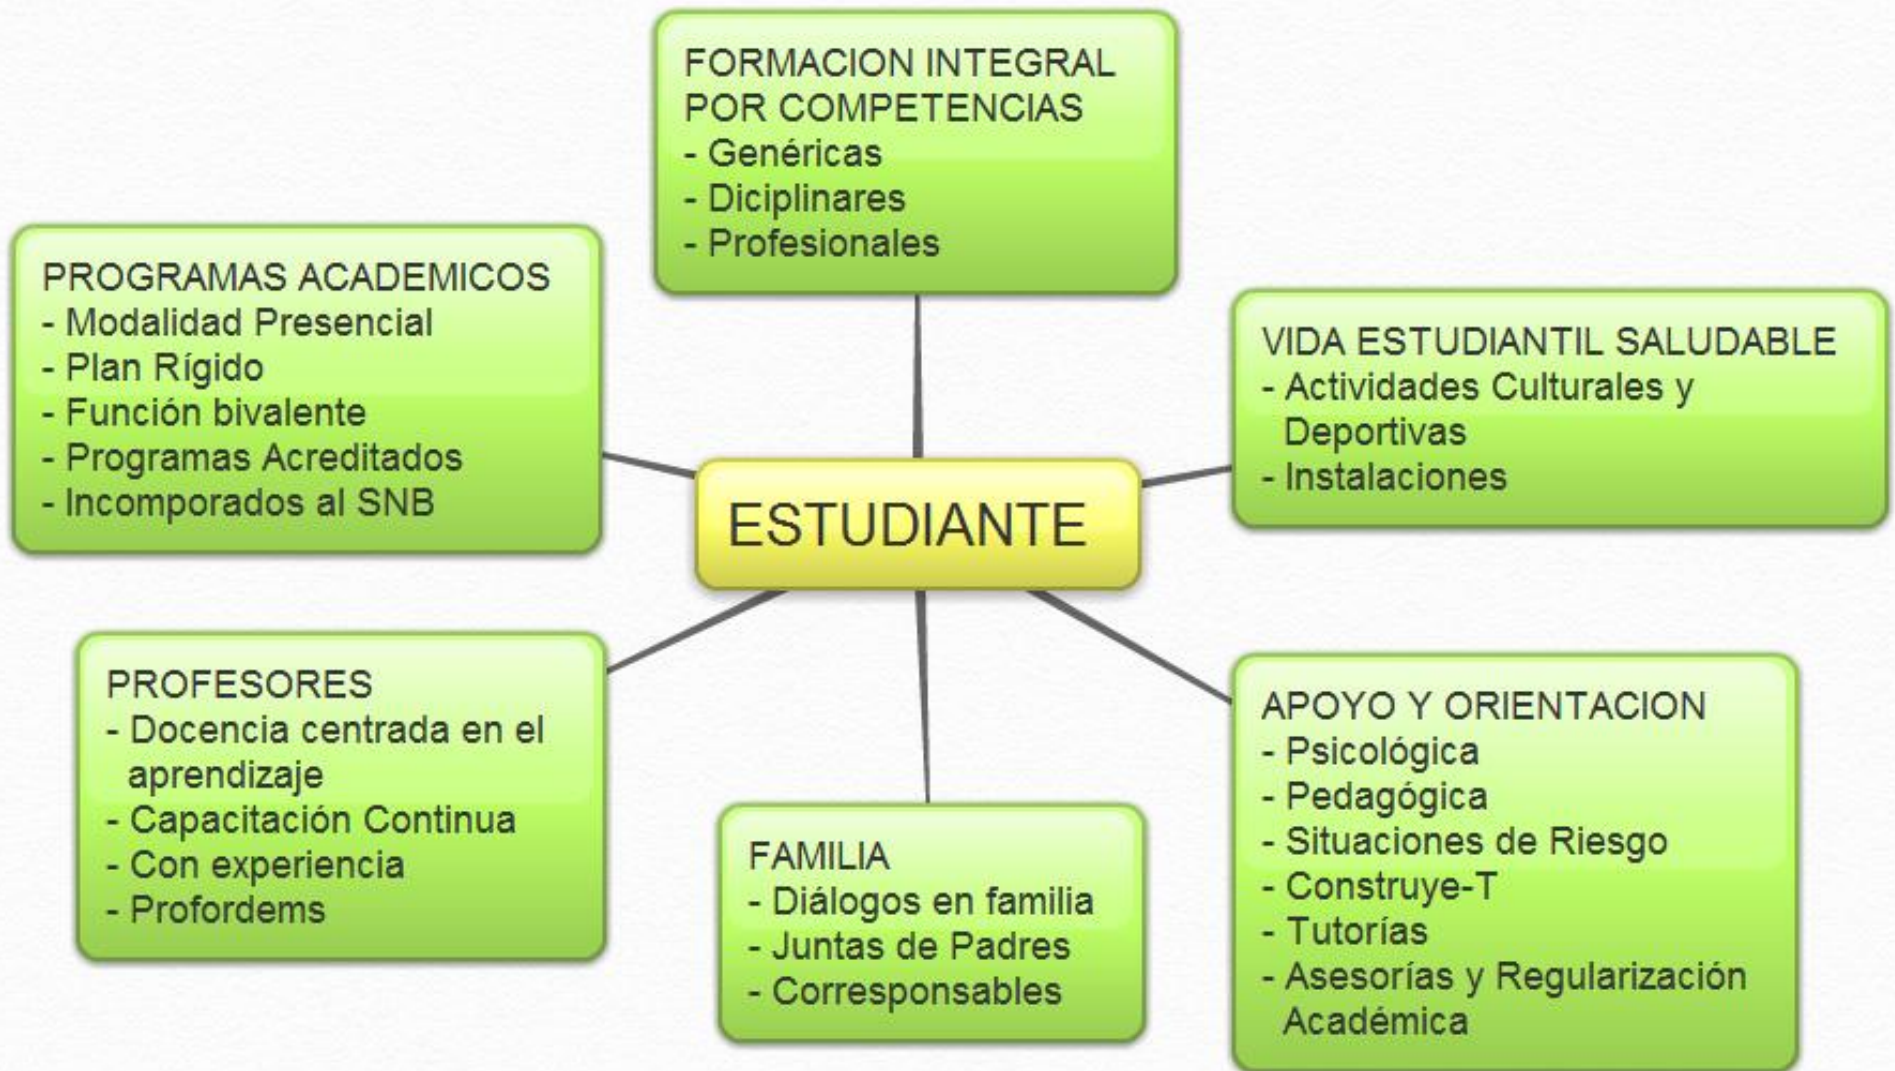 FORMACION INTEGRAL
POR COMPETENCIAS
- Genéricas
- Diciplinares
- Profesionales
PROGRAMAS ACADEMICOS
- Modalidad Presencial
- Plan Rígido
- Función bivalente
- Programas Acreditados
- Incomporados al SNB
VIDA ESTUDIANTIL SALUDABLE
- Actividades Culturales y
Deportivas
- Instalaciones
ESTUDIANTE
PROFESORES
- Docencia centrada en el
aprendizaje
- Capacitación Continua
- Con experiencia
- Profordems
FAMILIA
- Diálogos en familia
- Juntas de Padres
- Corresponsables
APOYO Y ORIENTACION
- Psicológica
- Pedagógica
- Situaciones de Riesgo
- Construye-T
- Tutorías
- Asesorías y Regularización
Académica